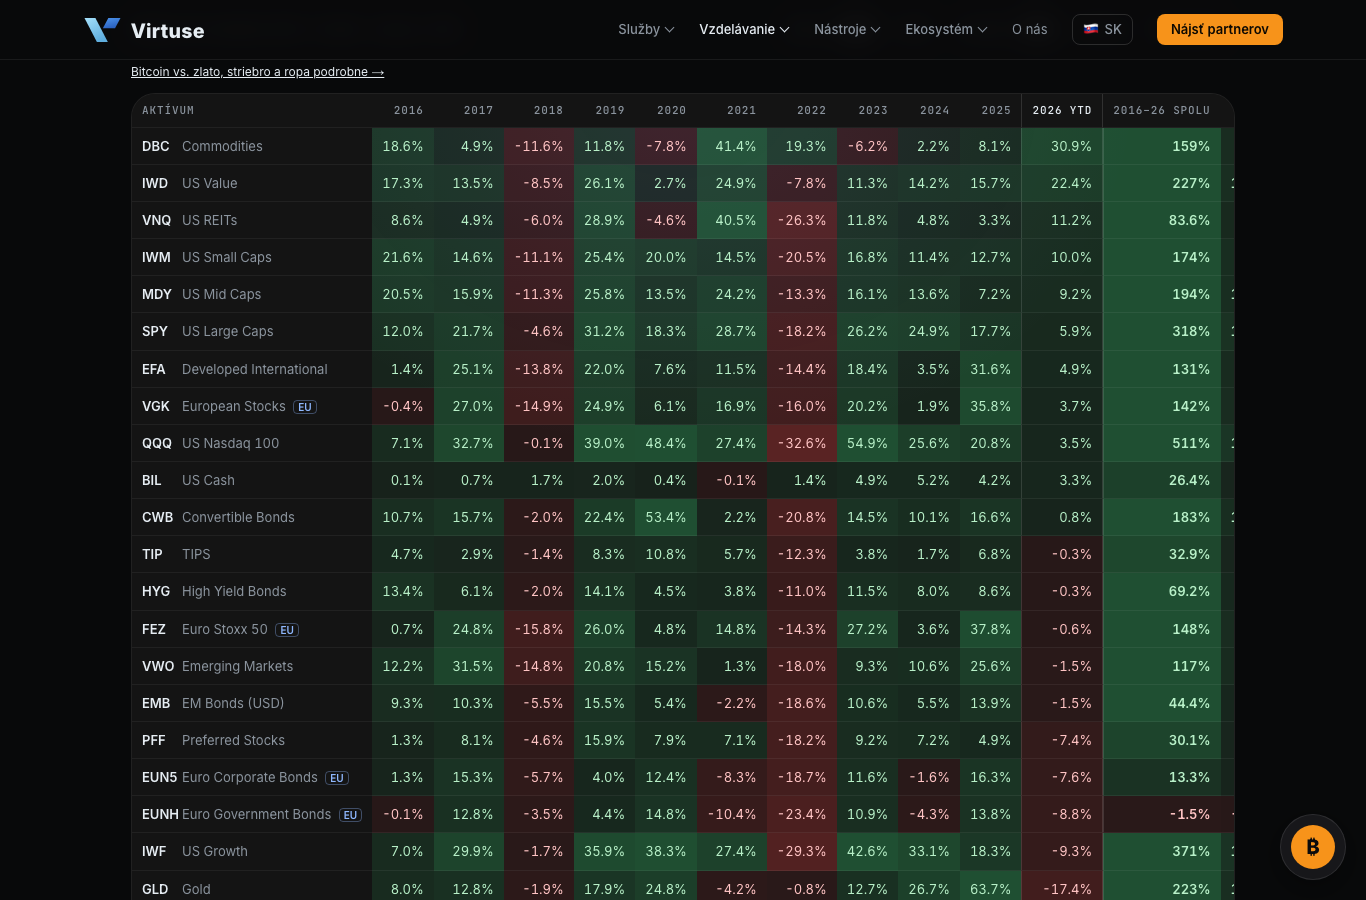 Virtuse Služby Vzdelávanie Nástroje Ekosystém O nás SK Nájsť partnerov
Bitcoin vs. zlato, striebro a ropa podrobne →
AKTÍVUM 2016 2017 2018 2019 2020 2021 2022 2023 2024 2025 2026 YTD 2016–26 SPOLU
DBC Commodities 18.6% 4.9% -11.6% 11.8% -7.8% 41.4% 19.3% -6.2% 2.2% 8.1% 30.9% 159%
IWD US Value 17.3% 13.5% -8.5% 26.1% 2.7% 24.9% -7.8% 11.3% 14.2% 15.7% 22.4% 227%
VNQ US REITs 8.6% 4.9% -6.0% 28.9% -4.6% 40.5% -26.3% 11.8% 4.8% 3.3% 11.2% 83.6%
IWM US Small Caps 21.6% 14.6% -11.1% 25.4% 20.0% 14.5% -20.5% 16.8% 11.4% 12.7% 10.0% 174%
MDY US Mid Caps 20.5% 15.9% -11.3% 25.8% 13.5% 24.2% -13.3% 16.1% 13.6% 7.2% 9.2% 194%
SPY US Large Caps 12.0% 21.7% -4.6% 31.2% 18.3% 28.7% -18.2% 26.2% 24.9% 17.7% 5.9% 318%
EFA Developed International 1.4% 25.1% -13.8% 22.0% 7.6% 11.5% -14.4% 18.4% 3.5% 31.6% 4.9% 131%
VGK European Stocks EU -0.4% 27.0% -14.9% 24.9% 6.1% 16.9% -16.0% 20.2% 1.9% 35.8% 3.7% 142%
QQQ US Nasdaq 100 7.1% 32.7% -0.1% 39.0% 48.4% 27.4% -32.6% 54.9% 25.6% 20.8% 3.5% 511%
BIL US Cash 0.1% 0.7% 1.7% 2.0% 0.4% -0.1% 1.4% 4.9% 5.2% 4.2% 3.3% 26.4%
CWB Convertible Bonds 10.7% 15.7% -2.0% 22.4% 53.4% 2.2% -20.8% 14.5% 10.1% 16.6% 0.8% 183%
TIP TIPS 4.7% 2.9% -1.4% 8.3% 10.8% 5.7% -12.3% 3.8% 1.7% 6.8% -0.3% 32.9%
HYG High Yield Bonds 13.4% 6.1% -2.0% 14.1% 4.5% 3.8% -11.0% 11.5% 8.0% 8.6% -0.3% 69.2%
FEZ Euro Stoxx 50 EU 0.7% 24.8% -15.8% 26.0% 4.8% 14.8% -14.3% 27.2% 3.6% 37.8% -0.6% 148%
VWO Emerging Markets 12.2% 31.5% -14.8% 20.8% 15.2% 1.3% -18.0% 9.3% 10.6% 25.6% -1.5% 117%
EMB EM Bonds (USD) 9.3% 10.3% -5.5% 15.5% 5.4% -2.2% -18.6% 10.6% 5.5% 13.9% -1.5% 44.4%
PFF Preferred Stocks 1.3% 8.1% -4.6% 15.9% 7.9% 7.1% -18.2% 9.2% 7.2% 4.9% -7.4% 30.1%
EUN5 Euro Corporate Bonds EU 1.3% 15.3% -5.7% 4.0% 12.4% -8.3% -18.7% 11.6% -1.6% 16.3% -7.6% 13.3%
EUNH Euro Government Bonds EU -0.1% 12.8% -3.5% 4.4% 14.8% -10.4% -23.4% 10.9% -4.3% 13.8% -8.8% -1.5%
IWF US Growth 7.0% 29.9% -1.7% 35.9% 38.3% 27.4% -29.3% 42.6% 33.1% 18.3% -9.3% 371%
GLD Gold 8.0% 12.8% -1.9% 17.9% 24.8% -4.2% -0.8% 12.7% 26.7% 63.7% -17.4% 223%